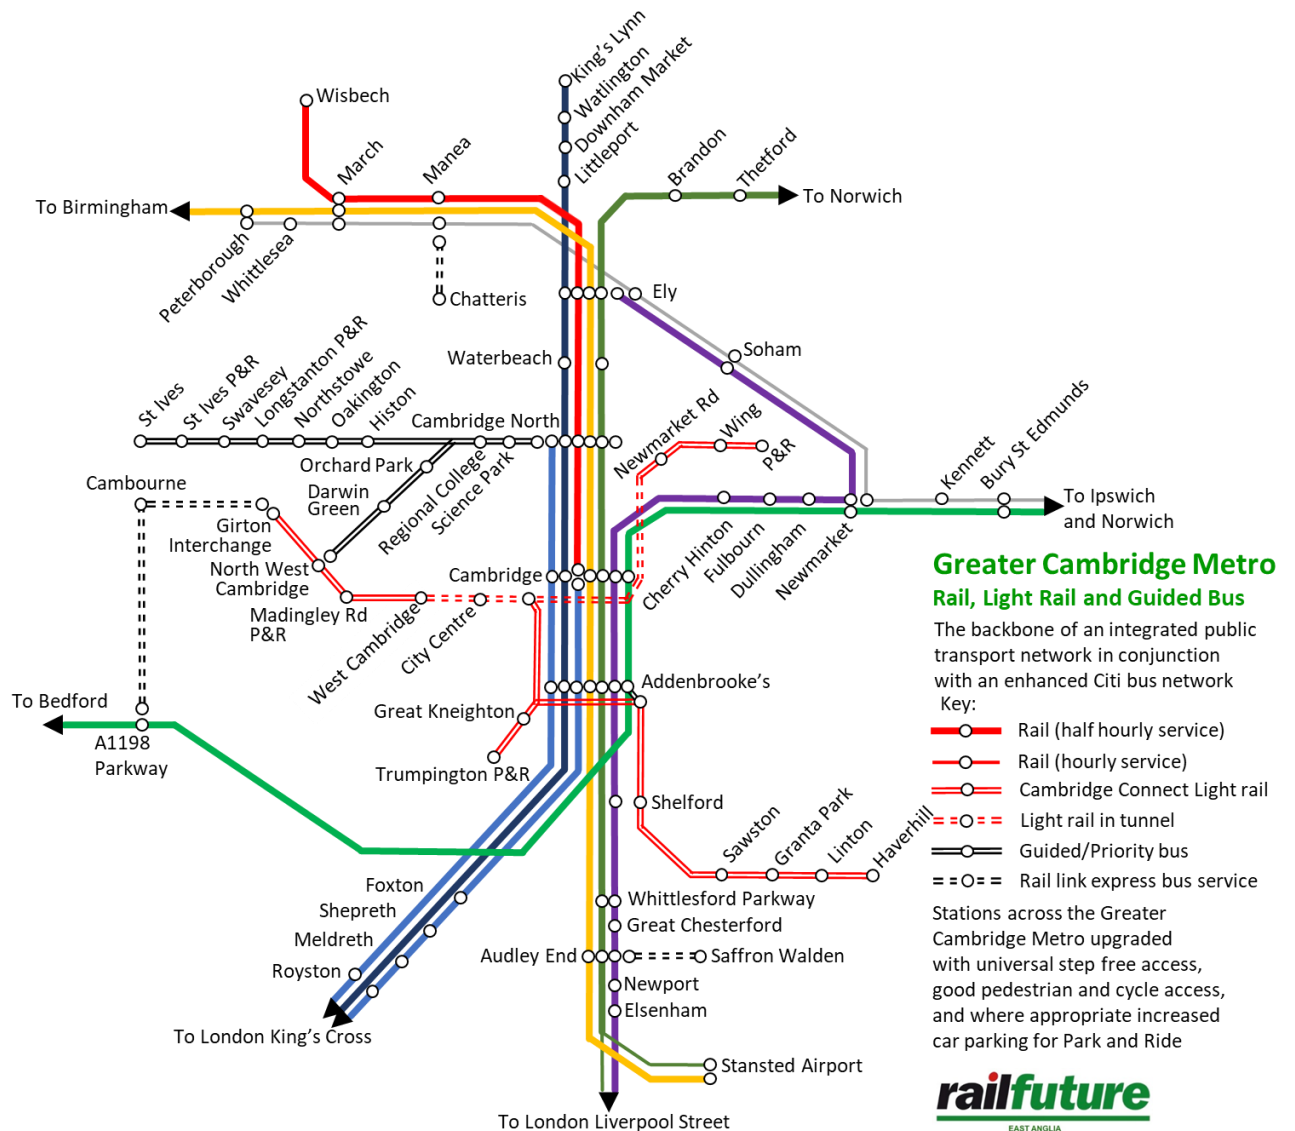 King's Lynn
Watlington
Downham Market
Littleport
Wisbech
March
Manea
Brandon
Thetford
To Birmingham
To Norwich
Peterborough
Whittlesea
Chatteris
Ely
Soham
Waterbeach
St Ives
St Ives P&R
Swavesey
Longstanton P&R
Northstowe
Oakington
Histon
Cambridge North
Newmarket Rd
Wing
P&R
Kennett
Bury St Edmunds
Orchard Park
Regional College
Science Park
Darwin
Green
Cambourne
Girton
Interchange
North West
Cambridge
Madingley Rd
P&R
West Cambridge
City Centre
Cambridge
Cherry Hinton
Fulbourn
Dullingham
Newmarket
To Ipswich
and Norwich
Greater Cambridge Metro
Rail, Light Rail and Guided Bus
The backbone of an integrated public
transport network in conjunction
with an enhanced Citi bus network
Key:
Rail (half hourly service)
Rail (hourly service)
Cambridge Connect Light rail
Light rail in tunnel
Guided/Priority bus
Rail link express bus service
Stations across the Greater
Cambridge Metro upgraded
with universal step free access,
good pedestrian and cycle access,
and where appropriate increased
car parking for Park and Ride
railfuture
EAST ANGLIA
To Bedford
A1198
Parkway
Addenbrooke's
Great Kneighton
Trumpington P&R
Shelford
Sawston
Granta Park
Linton
Haverhill
Foxton
Shepreth
Meldreth
Royston
To London King's Cross
Whittlesford Parkway
Great Chesterford
Audley End
Saffron Walden
Newport
Elsenham
Stansted Airport
To London Liverpool Street